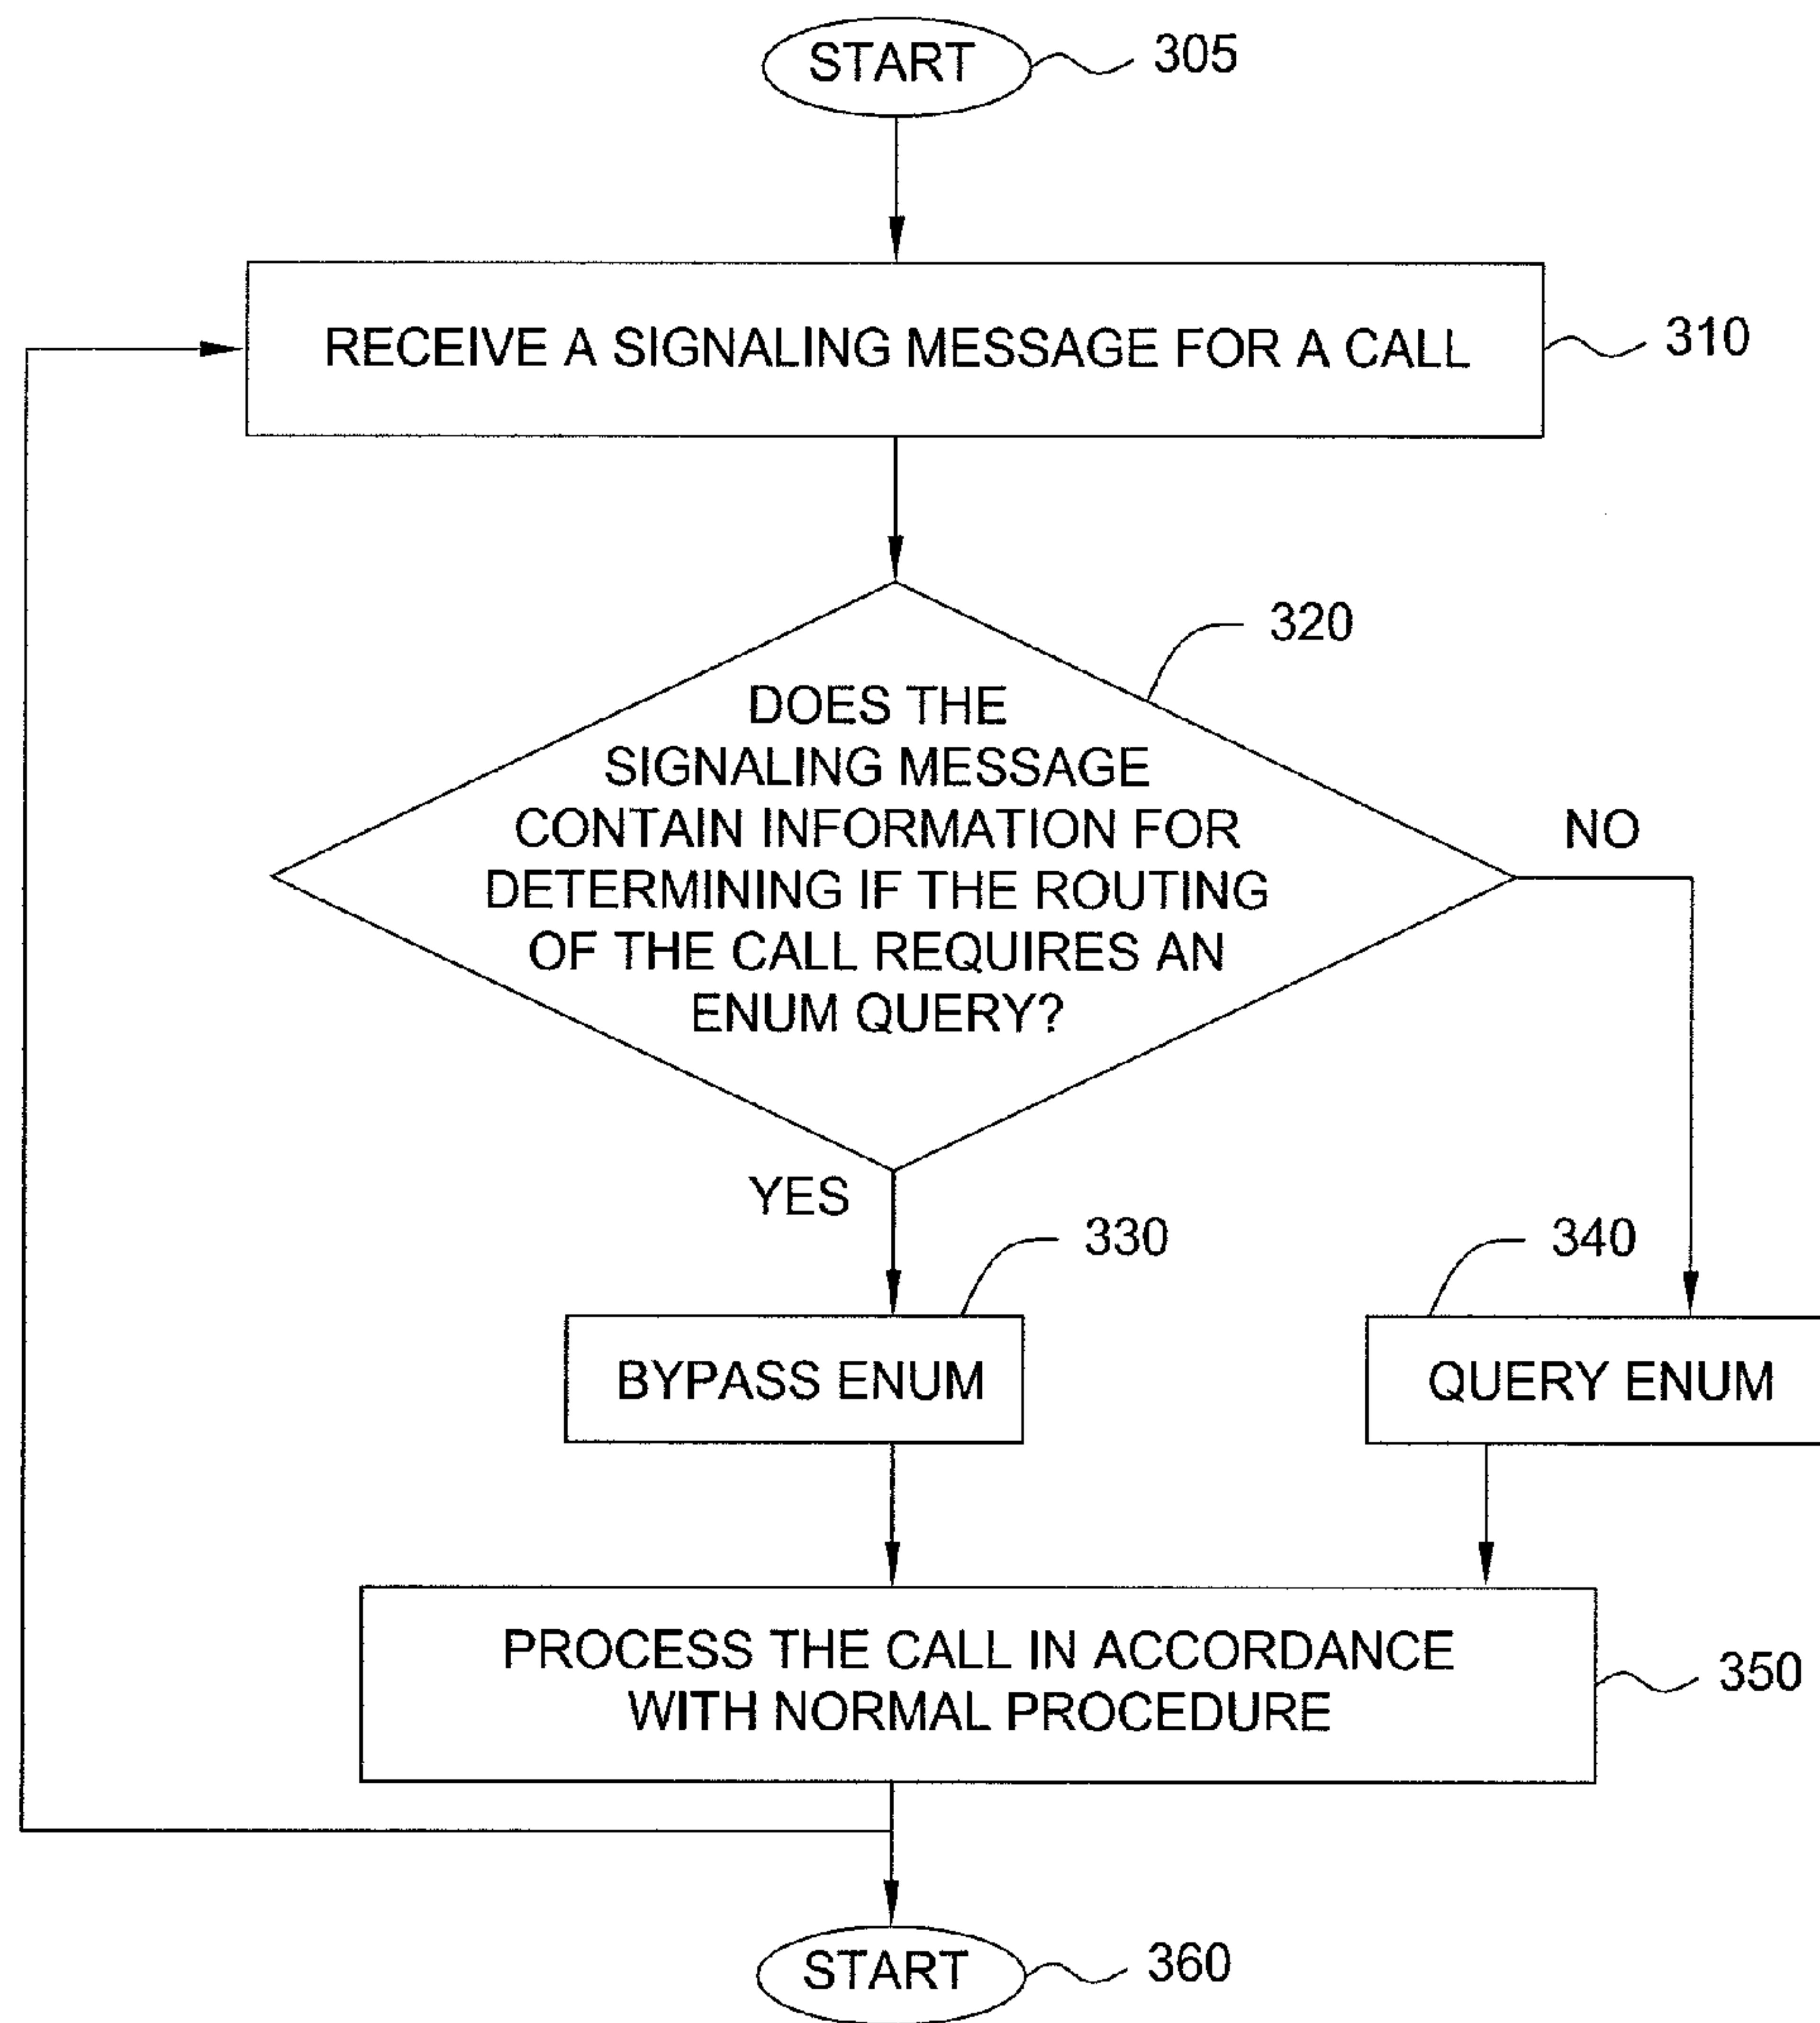 START
305
RECEIVE A SIGNALING MESSAGE FOR A CALL
310
320
DOES THE
SIGNALING MESSAGE
CONTAIN INFORMATION FOR
DETERMINING IF THE ROUTING
OF THE CALL REQUIRES AN
ENUM QUERY?
NO
YES
330
340
BYPASS ENUM
QUERY ENUM
PROCESS THE CALL IN ACCORDANCE
WITH NORMAL PROCEDURE
350
START
360